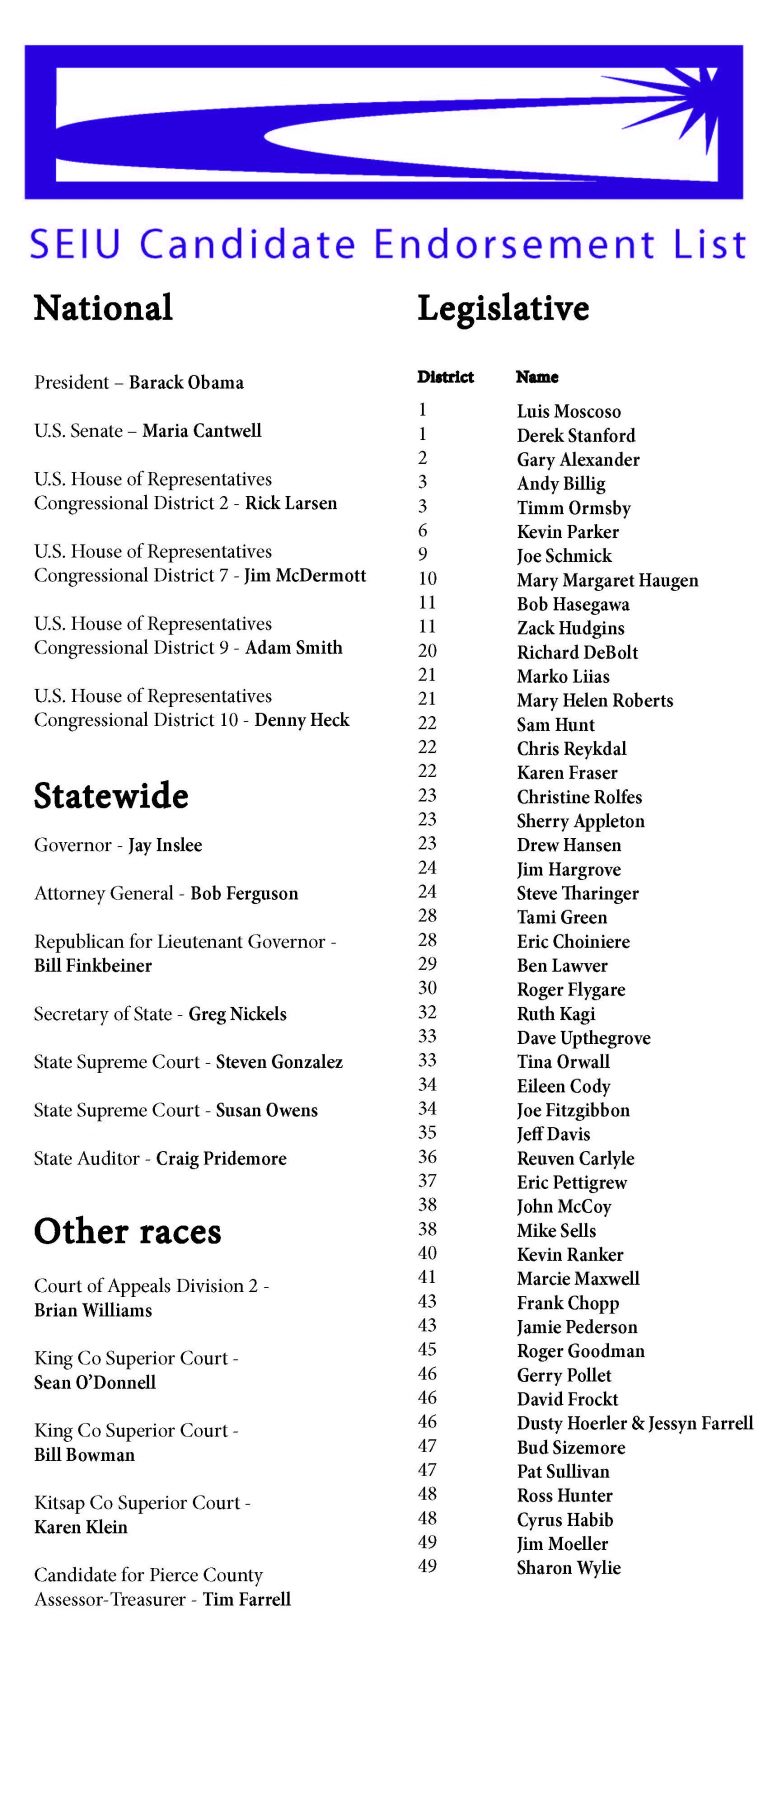 SEIU Candidate Endorsement List
National
President – Barack Obama
U.S. Senate – Maria Cantwell
U.S. House of Representatives
Congressional District 2 - Rick Larsen
U.S. House of Representatives
Congressional District 7 - Jim McDermott
U.S. House of Representatives
Congressional District 9 - Adam Smith
U.S. House of Representatives
Congressional District 10 - Denny Heck
Statewide
Governor - Jay Inslee
Attorney General - Bob Ferguson
Republican for Lieutenant Governor -
Bill Finkbeiner
Secretary of State - Greg Nickels
State Supreme Court - Steven Gonzalez
State Supreme Court - Susan Owens
State Auditor - Craig Pridemore
Other races
Court of Appeals Division 2 -
Brian Williams
King Co Superior Court -
Sean O’Donnell
King Co Superior Court -
Bill Bowman
Kitsap Co Superior Court -
Karen Klein
Candidate for Pierce County
Assessor-Treasurer - Tim Farrell
Legislative
District Name
1 Luis Moscoso
1 Derek Stanford
2 Gary Alexander
3 Andy Billig
3 Timm Ormsby
6 Kevin Parker
9 Joe Schmick
10 Mary Margaret Haugen
11 Bob Hasegawa
11 Zack Hudgins
20 Richard DeBolt
21 Marko Liias
21 Mary Helen Roberts
22 Sam Hunt
22 Chris Reykdal
22 Karen Fraser
23 Christine Rolfes
23 Sherry Appleton
23 Drew Hansen
24 Jim Hargrove
24 Steve Tharinger
28 Tami Green
28 Eric Choiniere
29 Ben Lawver
30 Roger Flygare
32 Ruth Kagi
33 Dave Upthegrove
33 Tina Orwall
34 Eileen Cody
34 Joe Fitzgibbon
35 Jeff Davis
36 Reuven Carlyle
37 Eric Pettigrew
38 John McCoy
38 Mike Sells
40 Kevin Ranker
41 Marcie Maxwell
43 Frank Chopp
43 Jamie Pederson
45 Roger Goodman
46 Gerry Pollet
46 David Frockt
46 Dusty Hoerler & Jessyn Farrell
47 Bud Sizemore
47 Pat Sullivan
48 Ross Hunter
48 Cyrus Habib
49 Jim Moeller
49 Sharon Wylie